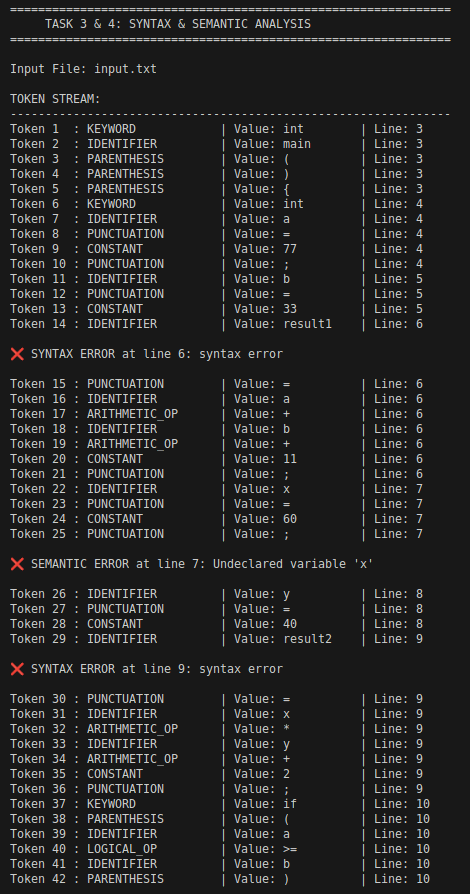 ===============================================================
     TASK 3 & 4: SYNTAX & SEMANTIC ANALYSIS
===============================================================
Input File: input.txt
TOKEN STREAM:
---------------------------------------------------------------
Token 1  : KEYWORD            | Value: int        | Line: 3
Token 2  : IDENTIFIER         | Value: main       | Line: 3
Token 3  : PARENTHESIS        | Value: (          | Line: 3
Token 4  : PARENTHESIS        | Value: )          | Line: 3
Token 5  : PARENTHESIS        | Value: {          | Line: 3
Token 6  : KEYWORD            | Value: int        | Line: 4
Token 7  : IDENTIFIER         | Value: a          | Line: 4
Token 8  : PUNCTUATION        | Value: =          | Line: 4
Token 9  : CONSTANT           | Value: 77         | Line: 4
Token 10 : PUNCTUATION        | Value: ;          | Line: 4
Token 11 : IDENTIFIER         | Value: b          | Line: 5
Token 12 : PUNCTUATION        | Value: =          | Line: 5
Token 13 : CONSTANT           | Value: 33         | Line: 5
Token 14 : IDENTIFIER         | Value: result1    | Line: 6
❌ SYNTAX ERROR at line 6: syntax error
Token 15 : PUNCTUATION        | Value: =          | Line: 6
Token 16 : IDENTIFIER         | Value: a          | Line: 6
Token 17 : ARITHMETIC_OP      | Value: +          | Line: 6
Token 18 : IDENTIFIER         | Value: b          | Line: 6
Token 19 : ARITHMETIC_OP      | Value: +          | Line: 6
Token 20 : CONSTANT           | Value: 11         | Line: 6
Token 21 : PUNCTUATION        | Value: ;          | Line: 6
Token 22 : IDENTIFIER         | Value: x          | Line: 7
Token 23 : PUNCTUATION        | Value: =          | Line: 7
Token 24 : CONSTANT           | Value: 60         | Line: 7
Token 25 : PUNCTUATION        | Value: ;          | Line: 7
❌ SEMANTIC ERROR at line 7: Undeclared variable 'x'
Token 26 : IDENTIFIER         | Value: y          | Line: 8
Token 27 : PUNCTUATION        | Value: =          | Line: 8
Token 28 : CONSTANT           | Value: 40         | Line: 8
Token 29 : IDENTIFIER         | Value: result2    | Line: 9
❌ SYNTAX ERROR at line 9: syntax error
Token 30 : PUNCTUATION        | Value: =          | Line: 9
Token 31 : IDENTIFIER         | Value: x          | Line: 9
Token 32 : ARITHMETIC_OP      | Value: *          | Line: 9
Token 33 : IDENTIFIER         | Value: y          | Line: 9
Token 34 : ARITHMETIC_OP      | Value: +          | Line: 9
Token 35 : CONSTANT           | Value: 2          | Line: 9
Token 36 : PUNCTUATION        | Value: ;          | Line: 9
Token 37 : KEYWORD            | Value: if         | Line: 10
Token 38 : PARENTHESIS        | Value: (          | Line: 10
Token 39 : IDENTIFIER         | Value: a          | Line: 10
Token 40 : LOGICAL_OP         | Value: >=         | Line: 10
Token 41 : IDENTIFIER         | Value: b          | Line: 10
Token 42 : PARENTHESIS        | Value: )          | Line: 10